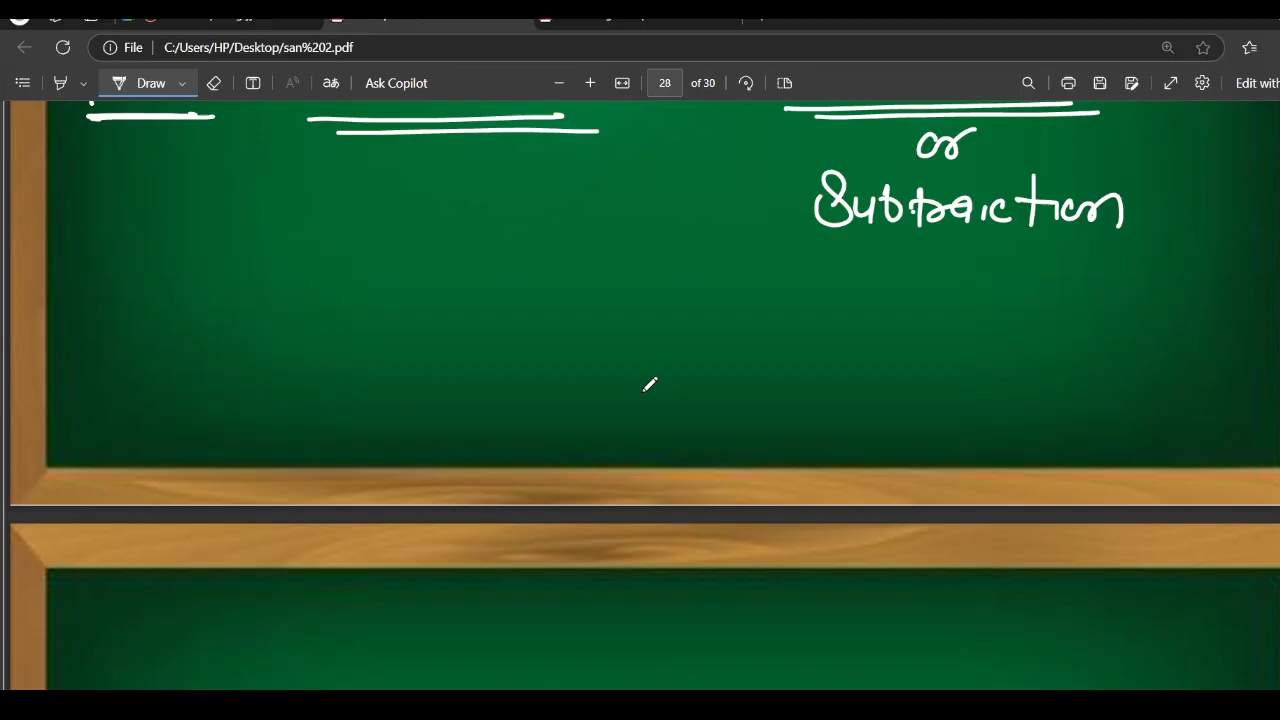 File C:/Users/HP/Desktop/san%202.pdf
Draw Ask Copilot 28 of 30 Edit with
or
Subtraction